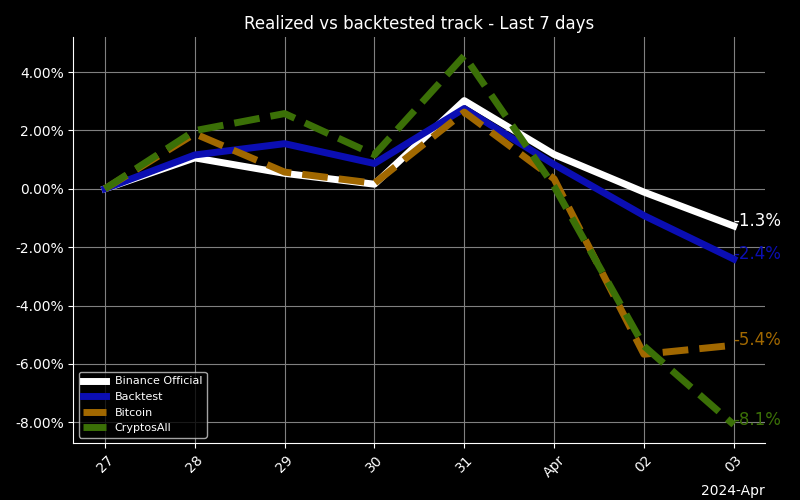 Realized vs backtested track - Last 7 days
4.00%
2.00%
0.00%
-2.00%
-4.00%
-6.00%
-8.00%
-1.3%
-2.4%
-5.4%
-8.1%
Binance Official
Backtest
Bitcoin
CryptosAll
27
28
29
30
31
Apr
02
03
2024-Apr